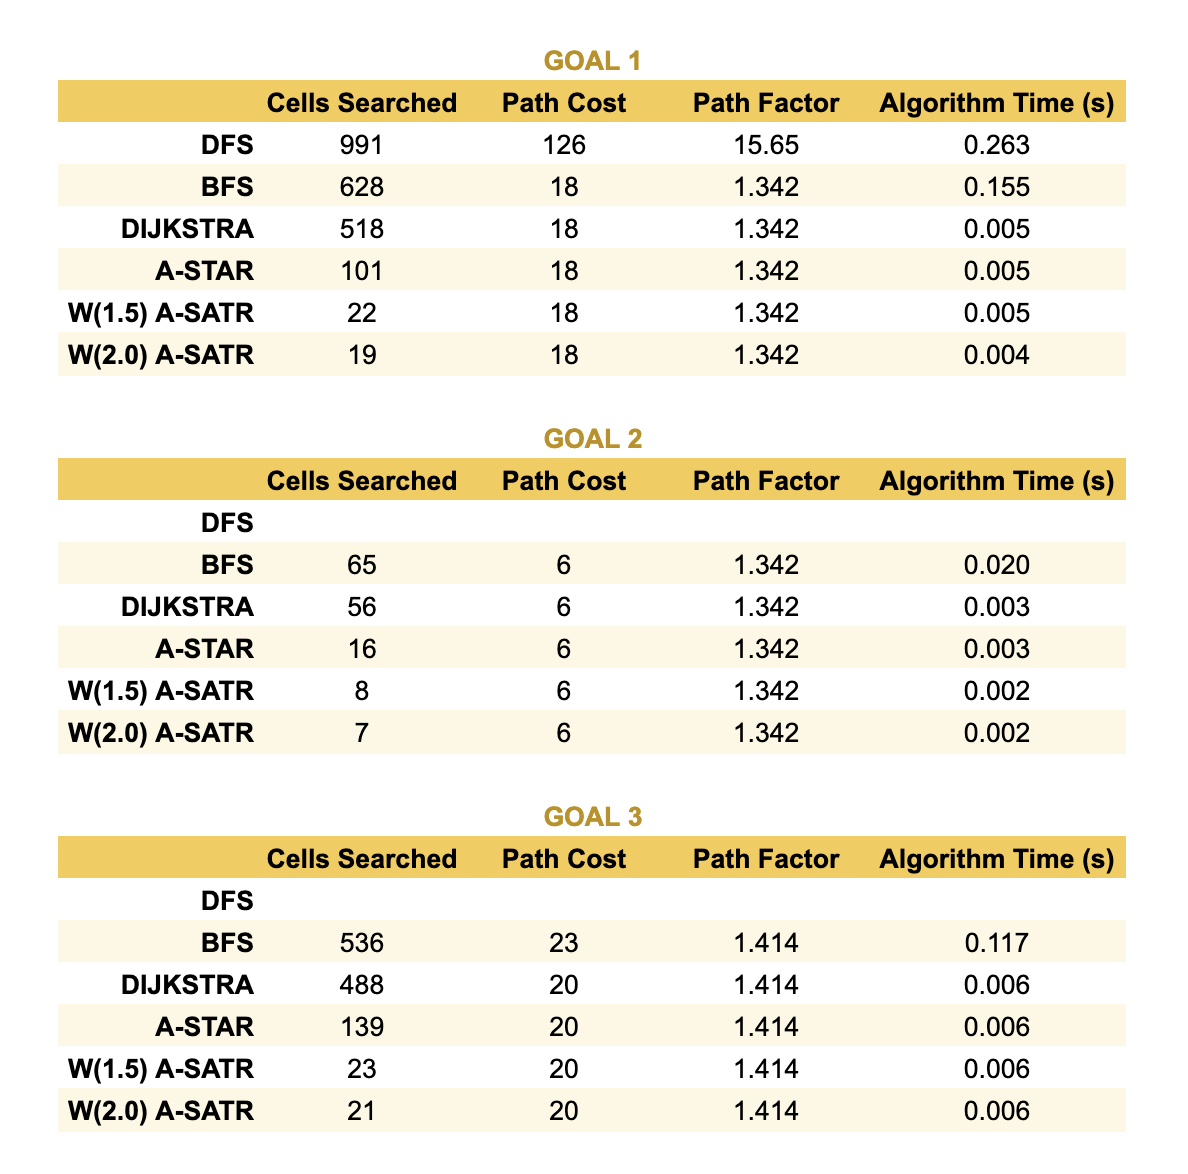 GOAL 1
Cells Searched Path Cost Path Factor Algorithm Time (s)
DFS 991 126 15.65 0.263
BFS 628 18 1.342 0.155
DIJKSTRA 518 18 1.342 0.005
A-STAR 101 18 1.342 0.005
W(1.5) A-SATR 22 18 1.342 0.005
W(2.0) A-SATR 19 18 1.342 0.004
GOAL 2
Cells Searched Path Cost Path Factor Algorithm Time (s)
DFS
BFS 65 6 1.342 0.020
DIJKSTRA 56 6 1.342 0.003
A-STAR 16 6 1.342 0.003
W(1.5) A-SATR 8 6 1.342 0.002
W(2.0) A-SATR 7 6 1.342 0.002
GOAL 3
Cells Searched Path Cost Path Factor Algorithm Time (s)
DFS
BFS 536 23 1.414 0.117
DIJKSTRA 488 20 1.414 0.006
A-STAR 139 20 1.414 0.006
W(1.5) A-SATR 23 20 1.414 0.006
W(2.0) A-SATR 21 20 1.414 0.006